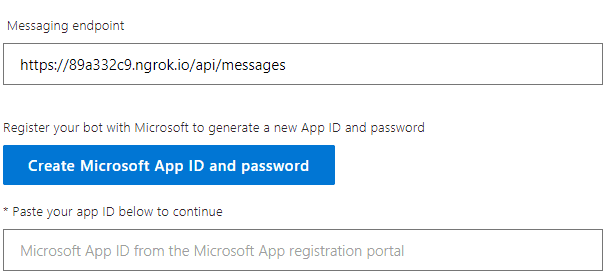 Messaging endpoint
https://89a332c9.ngrok.io/api/messages
Register your bot with Microsoft to generate a new App ID and password
Create Microsoft App ID and password
* Paste your app ID below to continue
Microsoft App ID from the Microsoft App registration portal